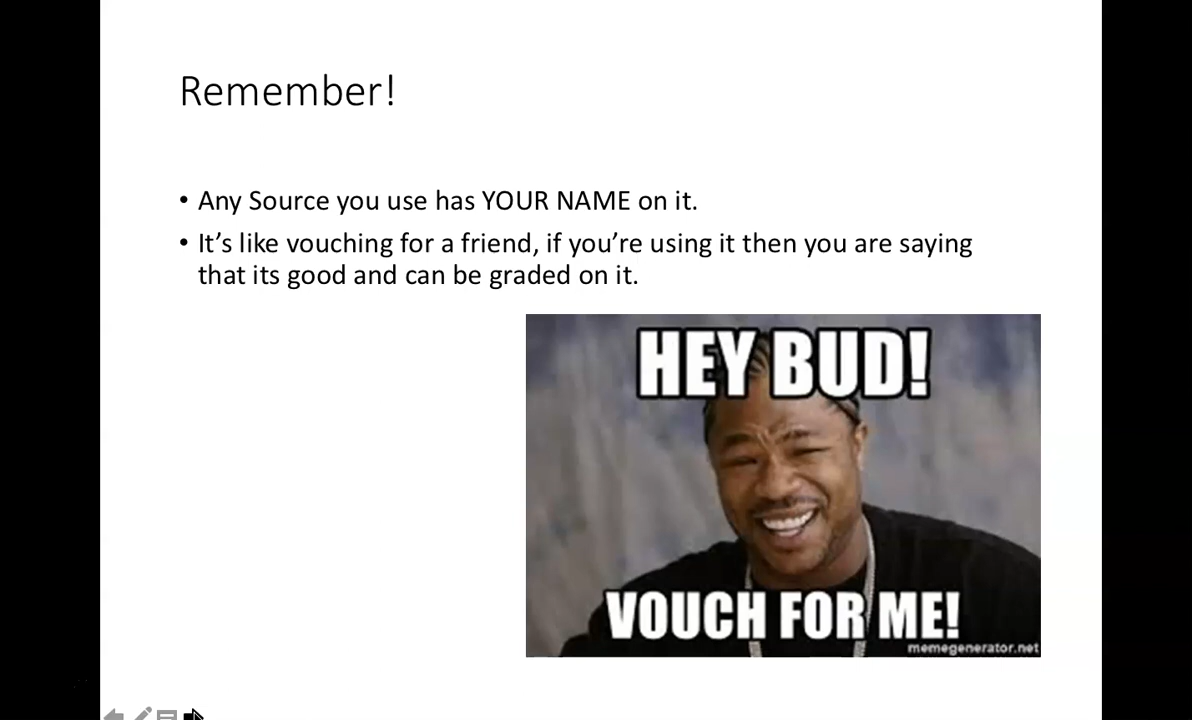 Remember!
• Any Source you use has YOUR NAME on it.
• It’s like vouching for a friend, if you’re using it then you are saying
that its good and can be graded on it.
HEY BUD!
VOUCH FOR ME!
memegenerator.net